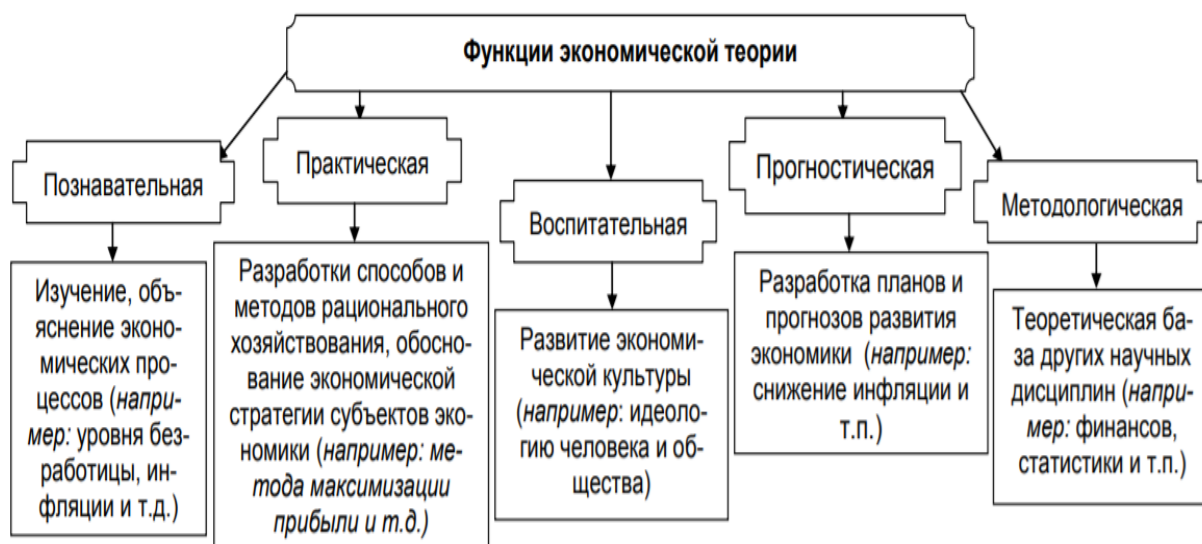 Функции экономической теории
Познавательная
Изучение, объ-
яснение эконо-
мических про-
цессов (напри-
мер: уровня без-
работицы, ин-
фляции и т.д.)
Практическая
Разработки способов и
методов рационального
хозяйствования, обосно-
вание экономической
стратегии субъектов эко-
номики (например: ме-
тода максимизации
прибыли и т.д.)
Воспитательная
Развитие экономи-
ческой культуры
(например: идеоло-
гию человека и об-
щества)
Прогностическая
Разработка планов и
прогнозов развития
экономики (например:
снижение инфляции и
т.п.)
Методологическая
Теоретическая ба-
за других научных
дисциплин (напри-
мер: финансов,
статистики и т.п.)